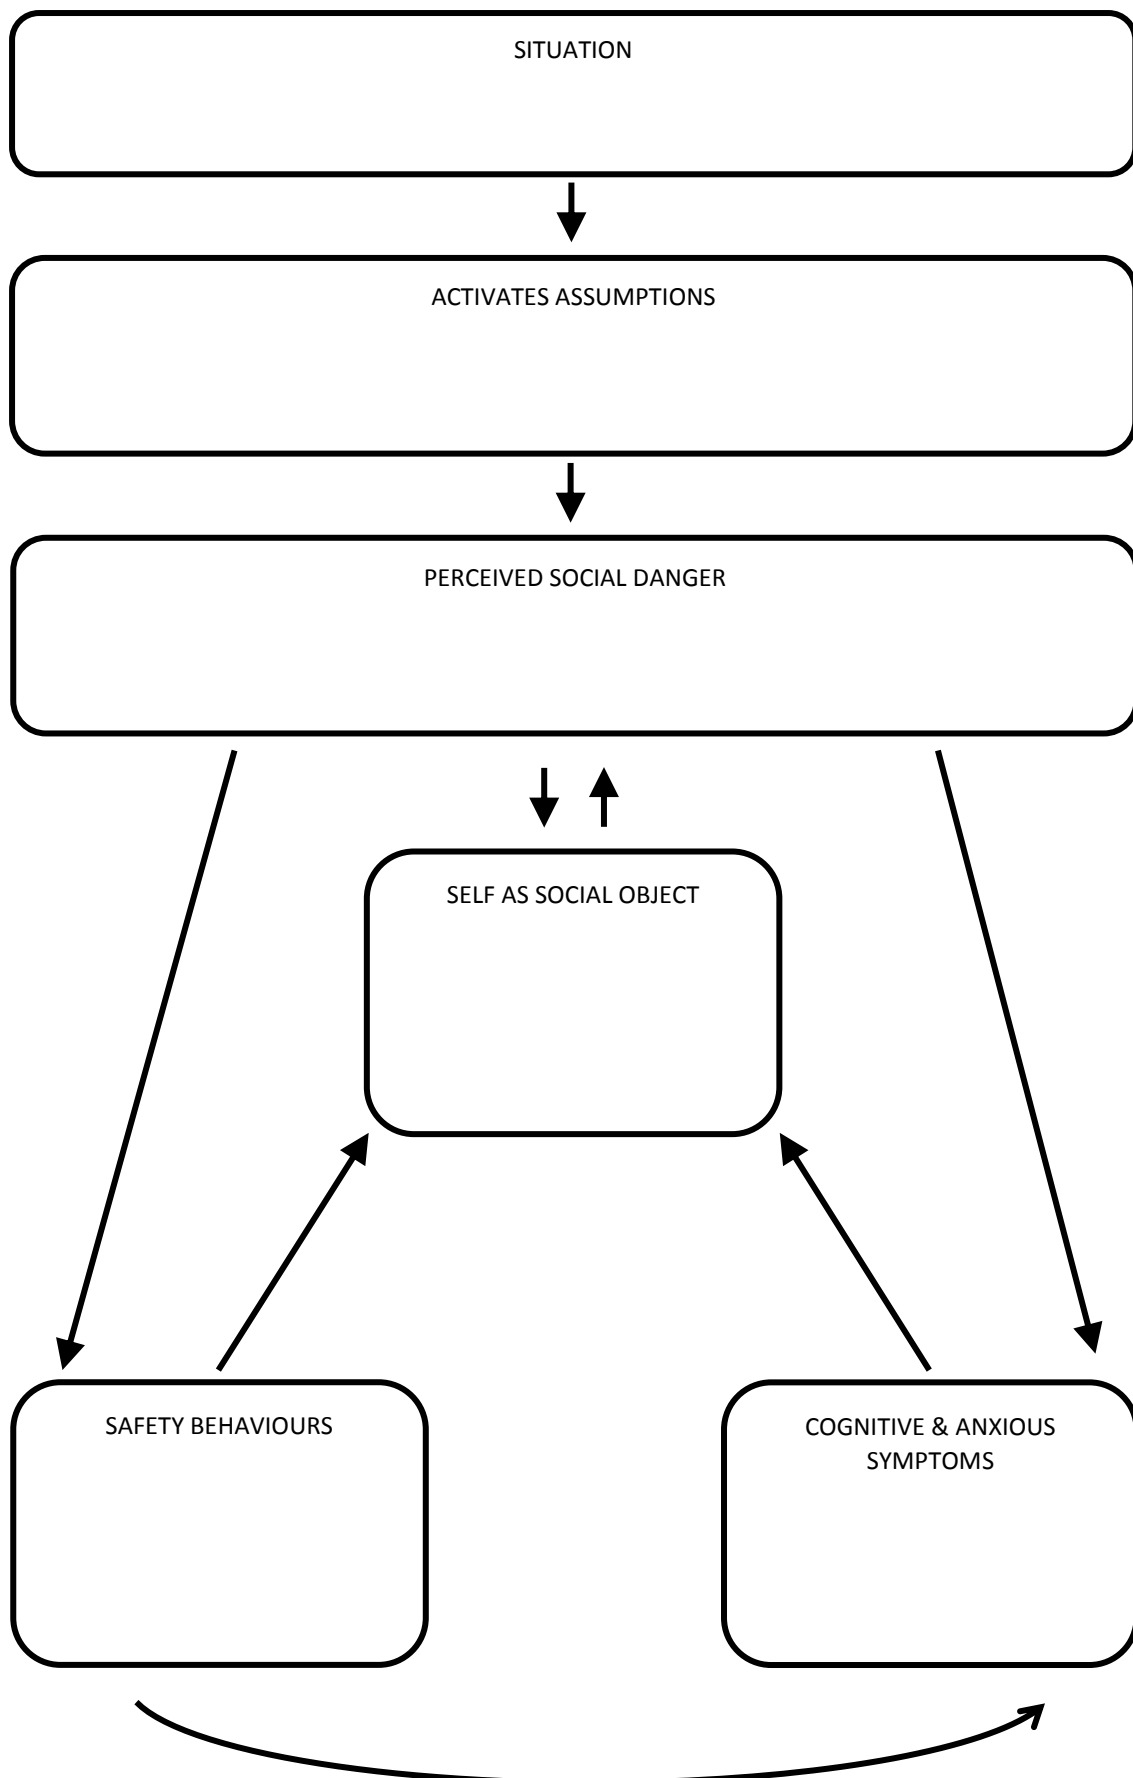 SITUATION
ACTIVATES ASSUMPTIONS
PERCEIVED SOCIAL DANGER
SELF AS SOCIAL OBJECT
SAFETY BEHAVIOURS
COGNITIVE & ANXIOUS
SYMPTOMS